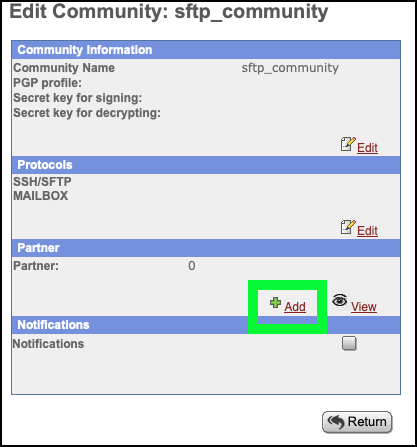 Edit Community: sftp_community
Community Information
Community Name sftp_community
PGP profile:
Secret key for signing:
Secret key for decrypting:
Edit
Protocols
SSH/SFTP
MAILBOX
Edit
Partner
Partner: 0
Add View
Notifications
Notifications
Return